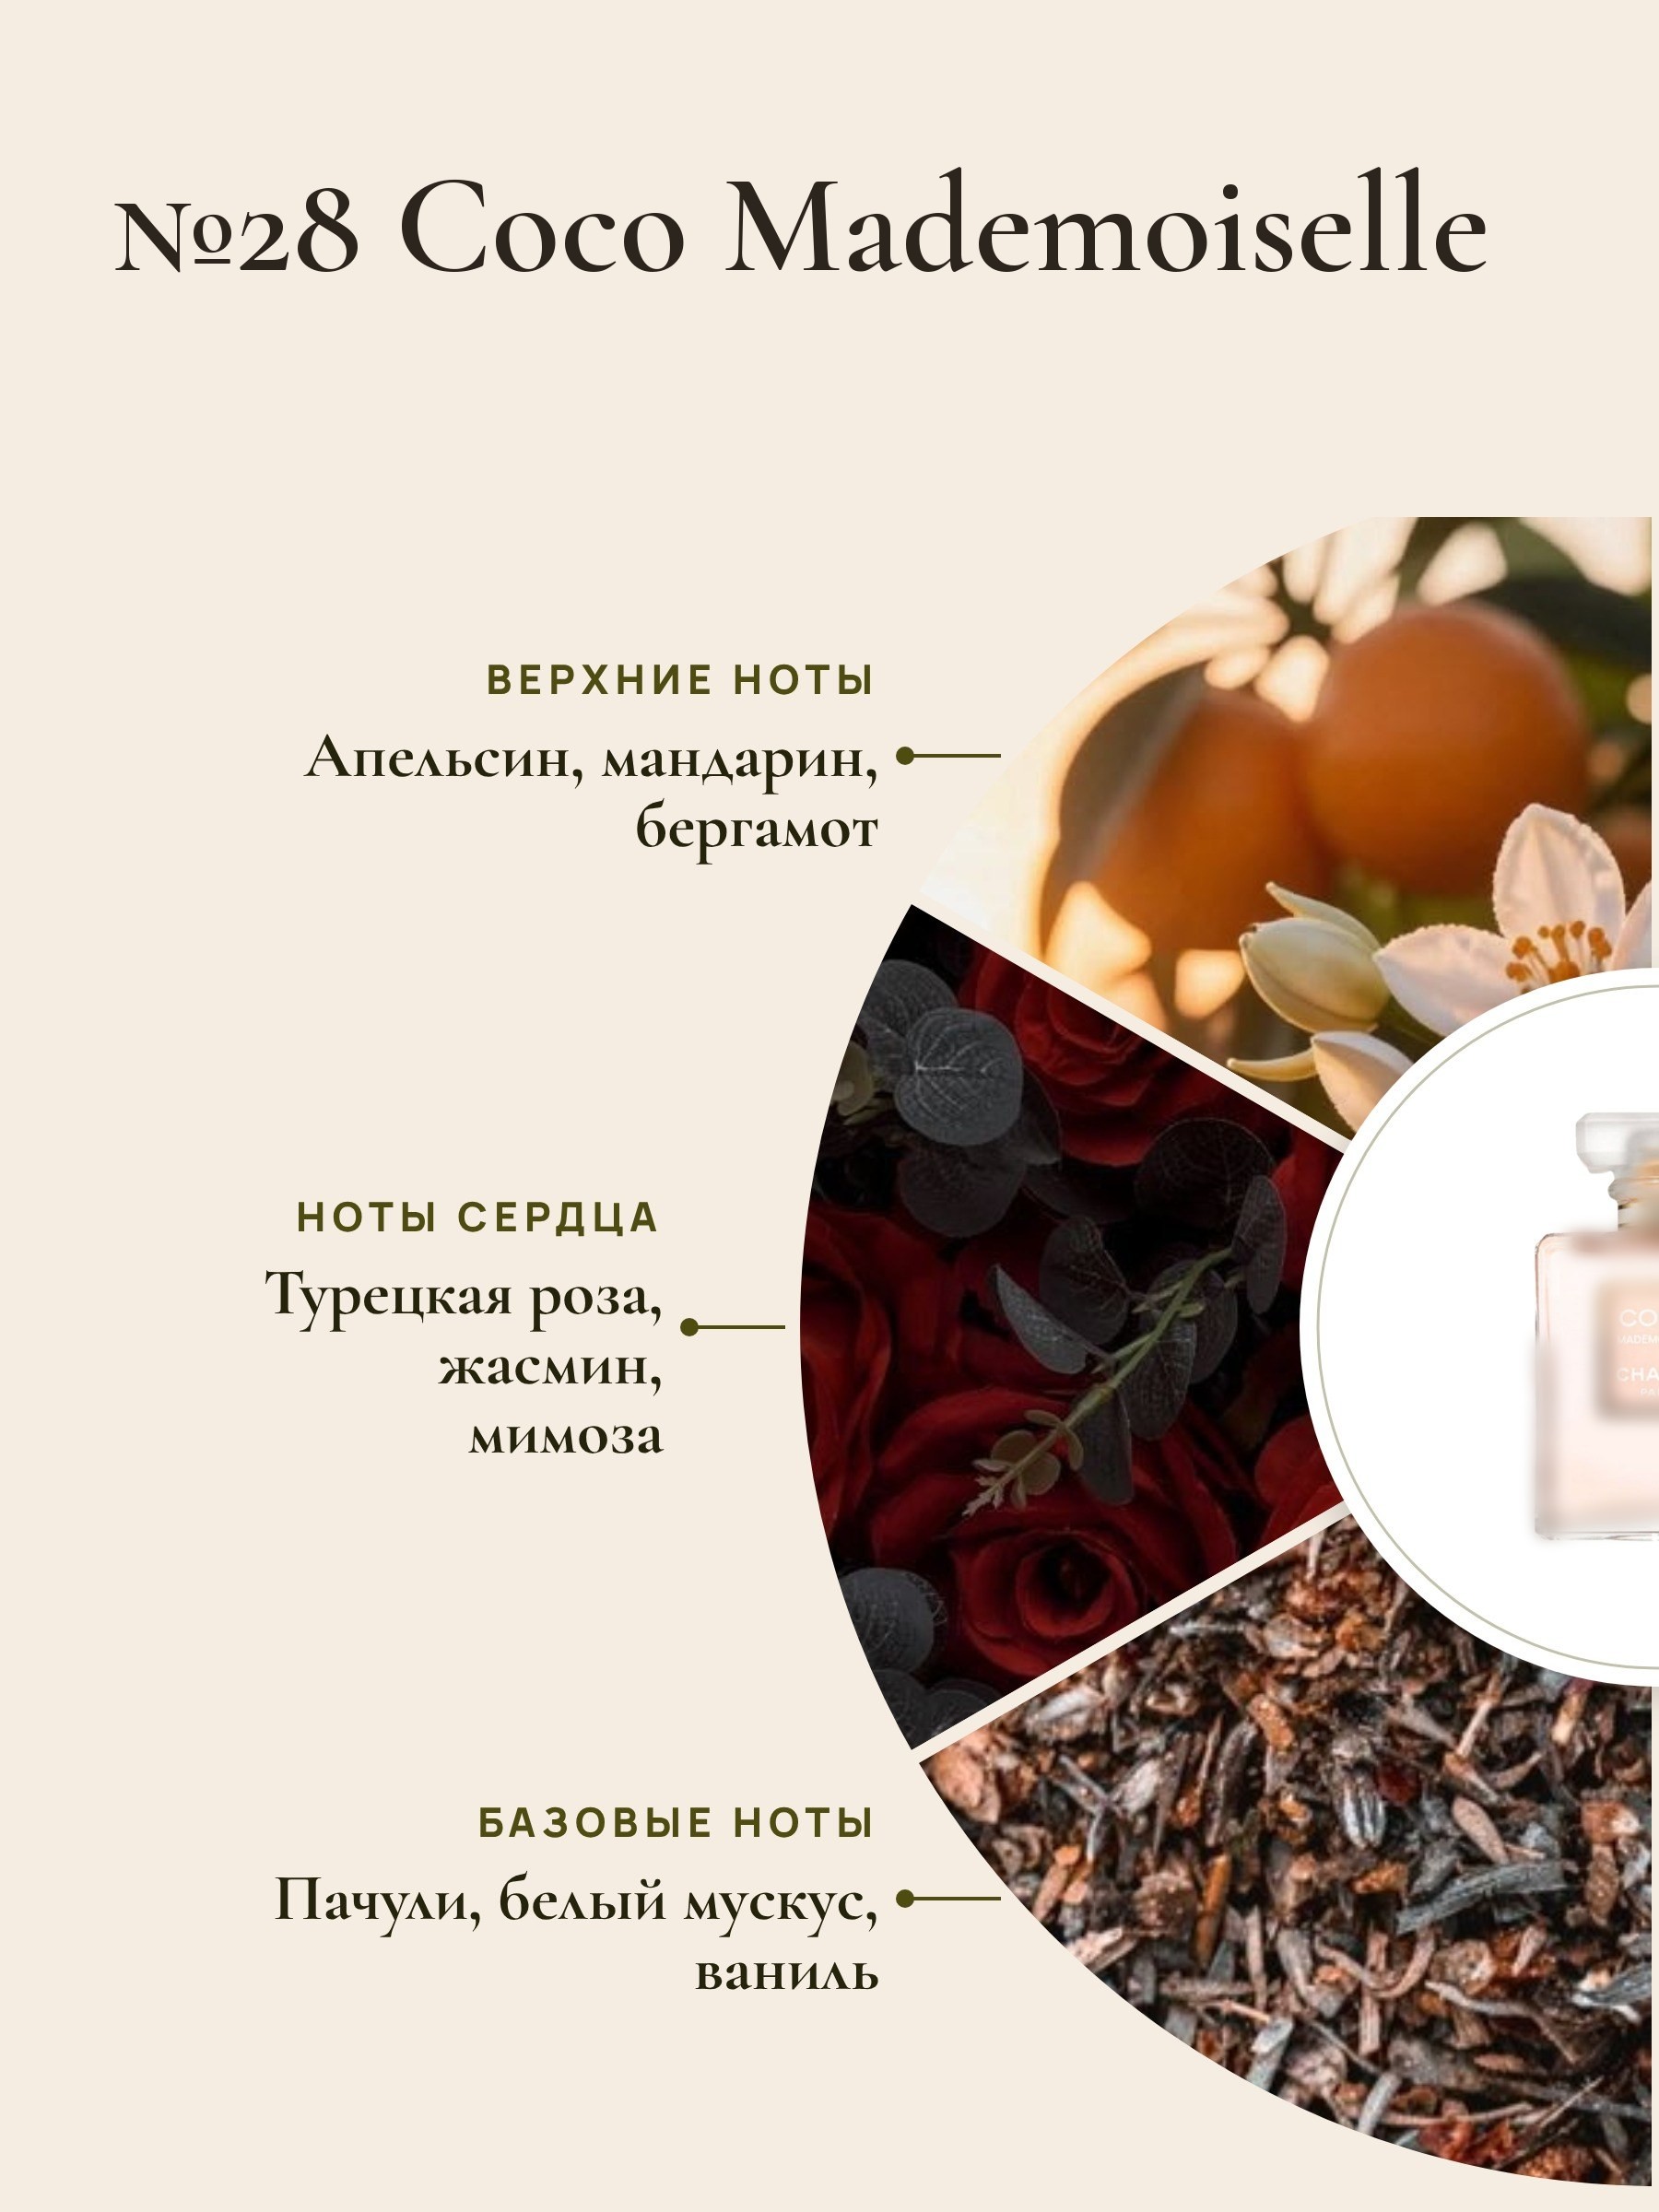 №28 Coco Mademoiselle
ВЕРХНИЕ НОТЫ
Апельсин, мандарин,
бергамот
НОТЫ СЕРДЦА
Турецкая роза,
жасмин,
мимоза
БАЗОВЫЕ НОТЫ
Пачули, белый мускус,
ваниль